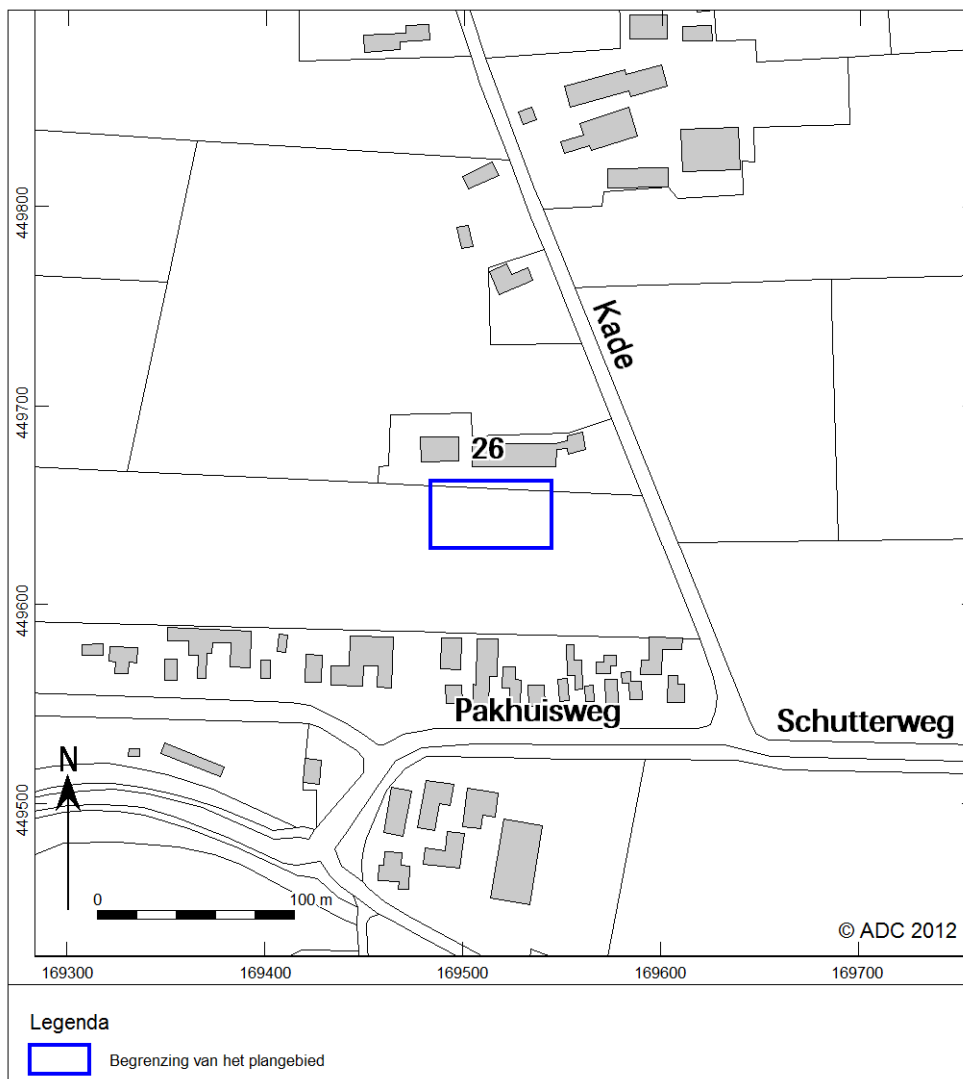 449800
Kade
449700
26
449600
Pakhuisweg
Schutterweg
N
449500
0
100 m
© ADC 2012
169300
169400
169500
169600
169700
Legenda
Begrenzing van het plangebied